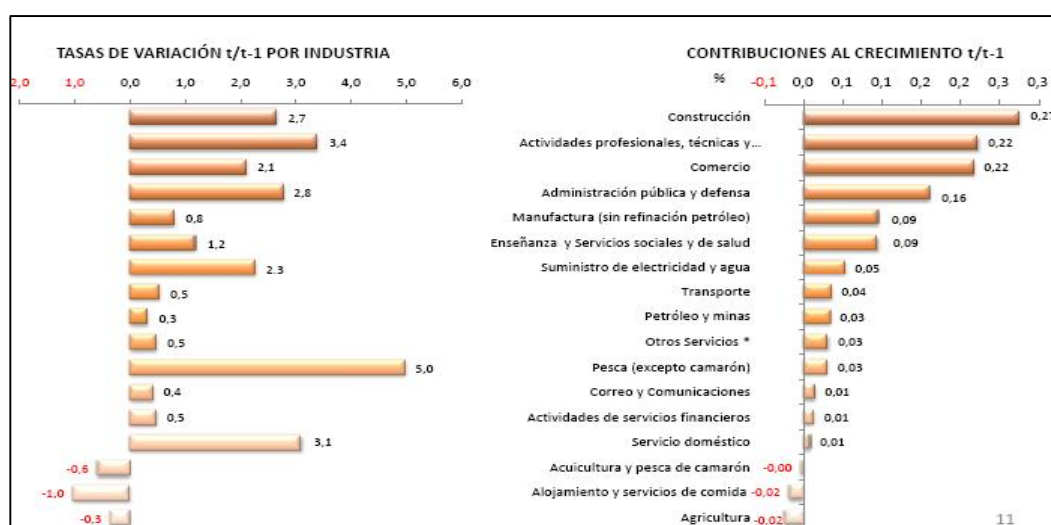 TASAS DE VARIACIÓN t/t-1 POR INDUSTRIA
2,0 1,0 0,0 1,0 2,0 3,0 4,0 5,0 6,0
CONTRIBUCIONES AL CRECIMIENTO t/t-1
%
-0,1 0,0 0,1 0,1 0,2 0,2 0,3 0,3
2,7 Construcción 0,27
3,4 Actividades profesionales, técnicas y... 0,22
2,1 Comercio 0,22
2,8 Administración pública y defensa 0,16
0,8 Manufactura (sin refinación petróleo) 0,09
1,2 Enseñanza y Servicios sociales y de salud 0,09
2.3 Suministro de electricidad y agua 0,05
0,5 Transporte 0,04
0,3 Petróleo y minas 0,03
0,5 Otros Servicios * 0,03
5,0 Pesca (excepto camarón) 0,03
0,4 Correo y Comunicaciones 0,01
0,5 Actividades de servicios financieros 0,01
3,1 Servicio doméstico 0,01
-0,6 Acuicultura y pesca de camarón -0,00
-1,0 Alojamiento y servicios de comida -0,02
-0,3 Agricultura -0,02
11